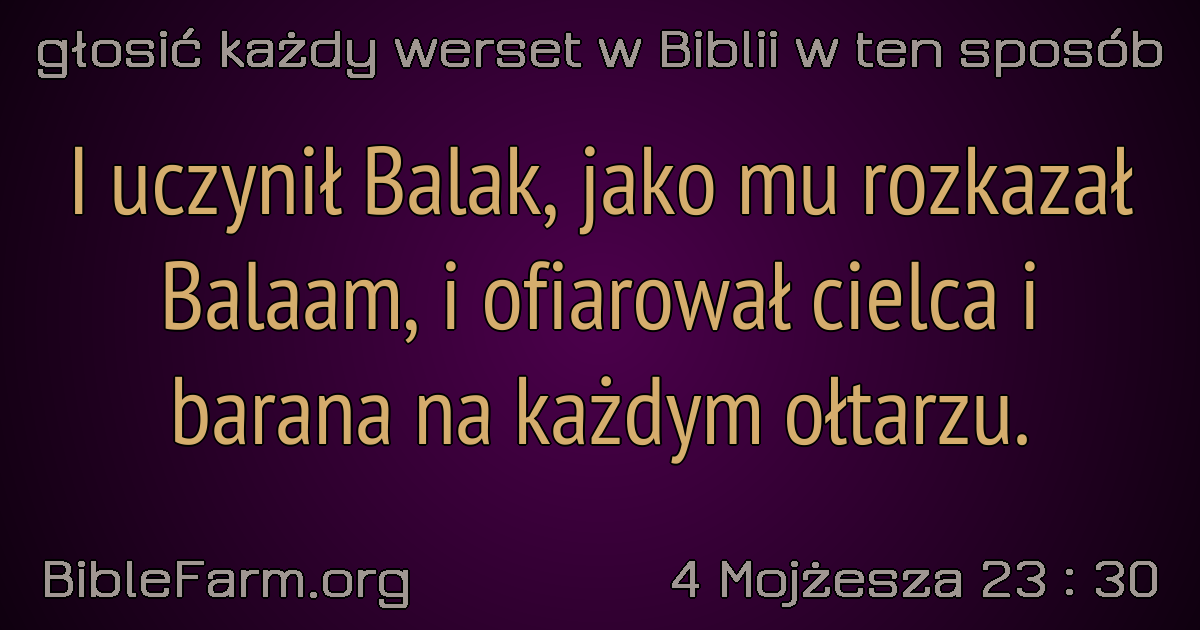 głosić każdy werset w Biblii w ten sposób
I uczynił Balak, jako mu rozkazał
Balaam, i ofiarował cielca i
barana na każdym ołtarzu.
BibleFarm.org
4 Mojżesza 23 : 30